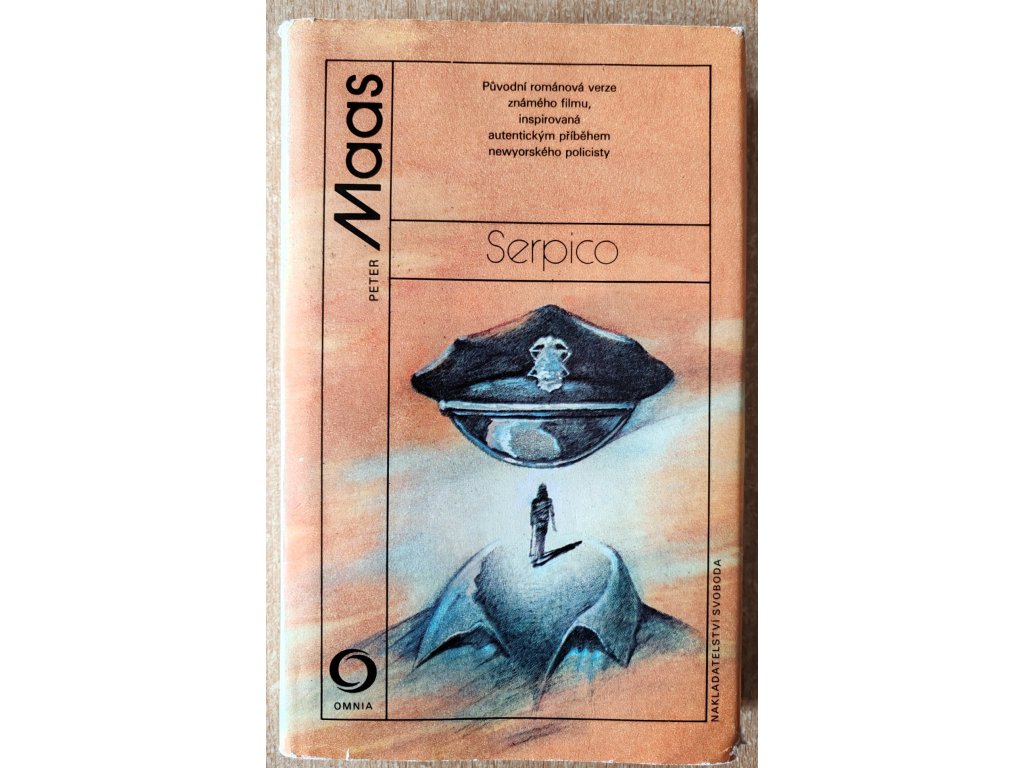 PETER Maas
Původní románová verze
známého filmu,
inspirovaná
autentickým příběhem
newyorského policisty
Serpico
OMNIA
NAKLADATELSTVÍ SVOBODA